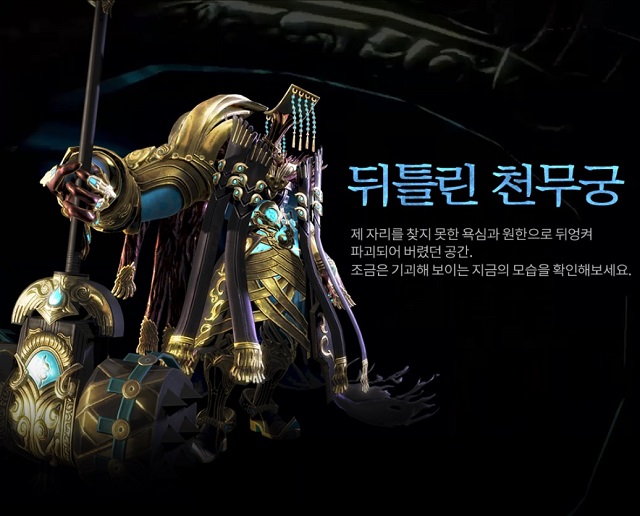 뒤틀린 천무궁
제 자리를 찾지 못한 욕심과 원한으로 뒤엉켜
파괴되어 버렸던 공간.
조금은 기괴해 보이는 지금의 모습을 확인해보세요.